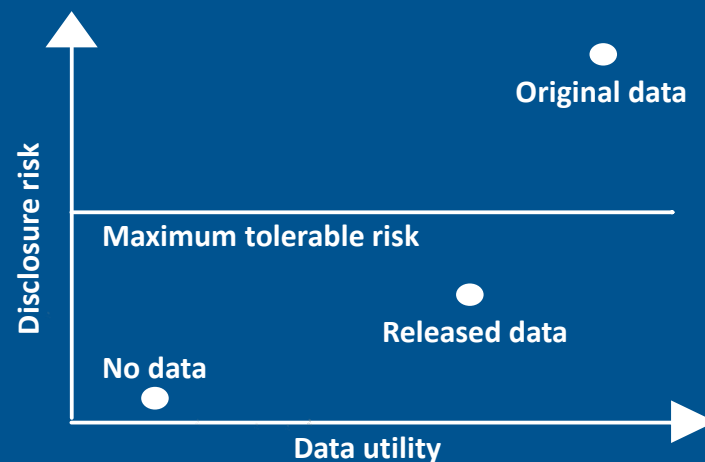 Original data
Disclosure risk
Maximum tolerable risk
Released data
No data
Data utility